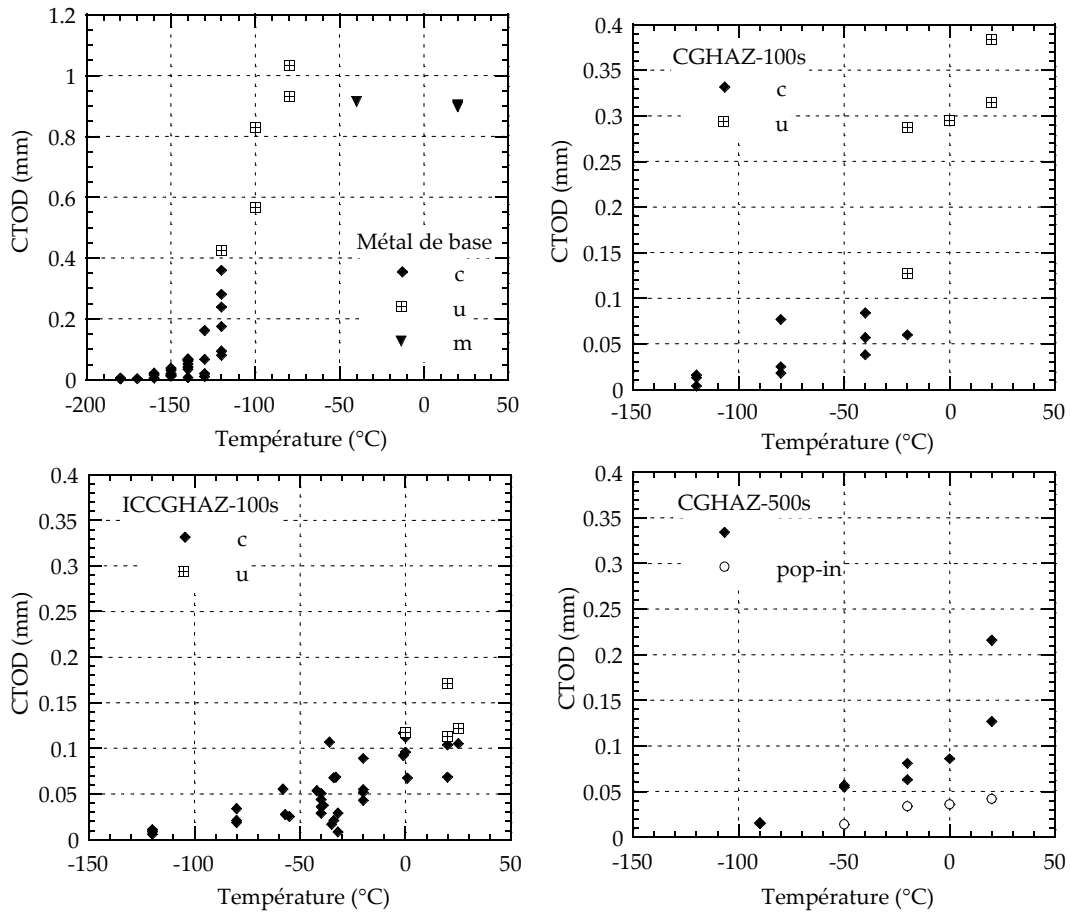 1.2
1
0.8
0.6
0.4
0.2
0
CTOD (mm)
Métal de base
c
u
m
-200 -150 -100 -50 0 50
Température (°C)
0.4
0.35
0.3
0.25
0.2
0.15
0.1
0.05
0
CTOD (mm)
CGHAZ-100s
c
u
-150 -100 -50 0 50
Température (°C)
0.4
0.35
0.3
0.25
0.2
0.15
0.1
0.05
0
CTOD (mm)
ICCGHAZ-100s
c
u
-150 -100 -50 0 50
Température (°C)
0.4
0.35
0.3
0.25
0.2
0.15
0.1
0.05
0
CTOD (mm)
CGHAZ-500s
c
pop-in
-150 -100 -50 0 50
Température (°C)